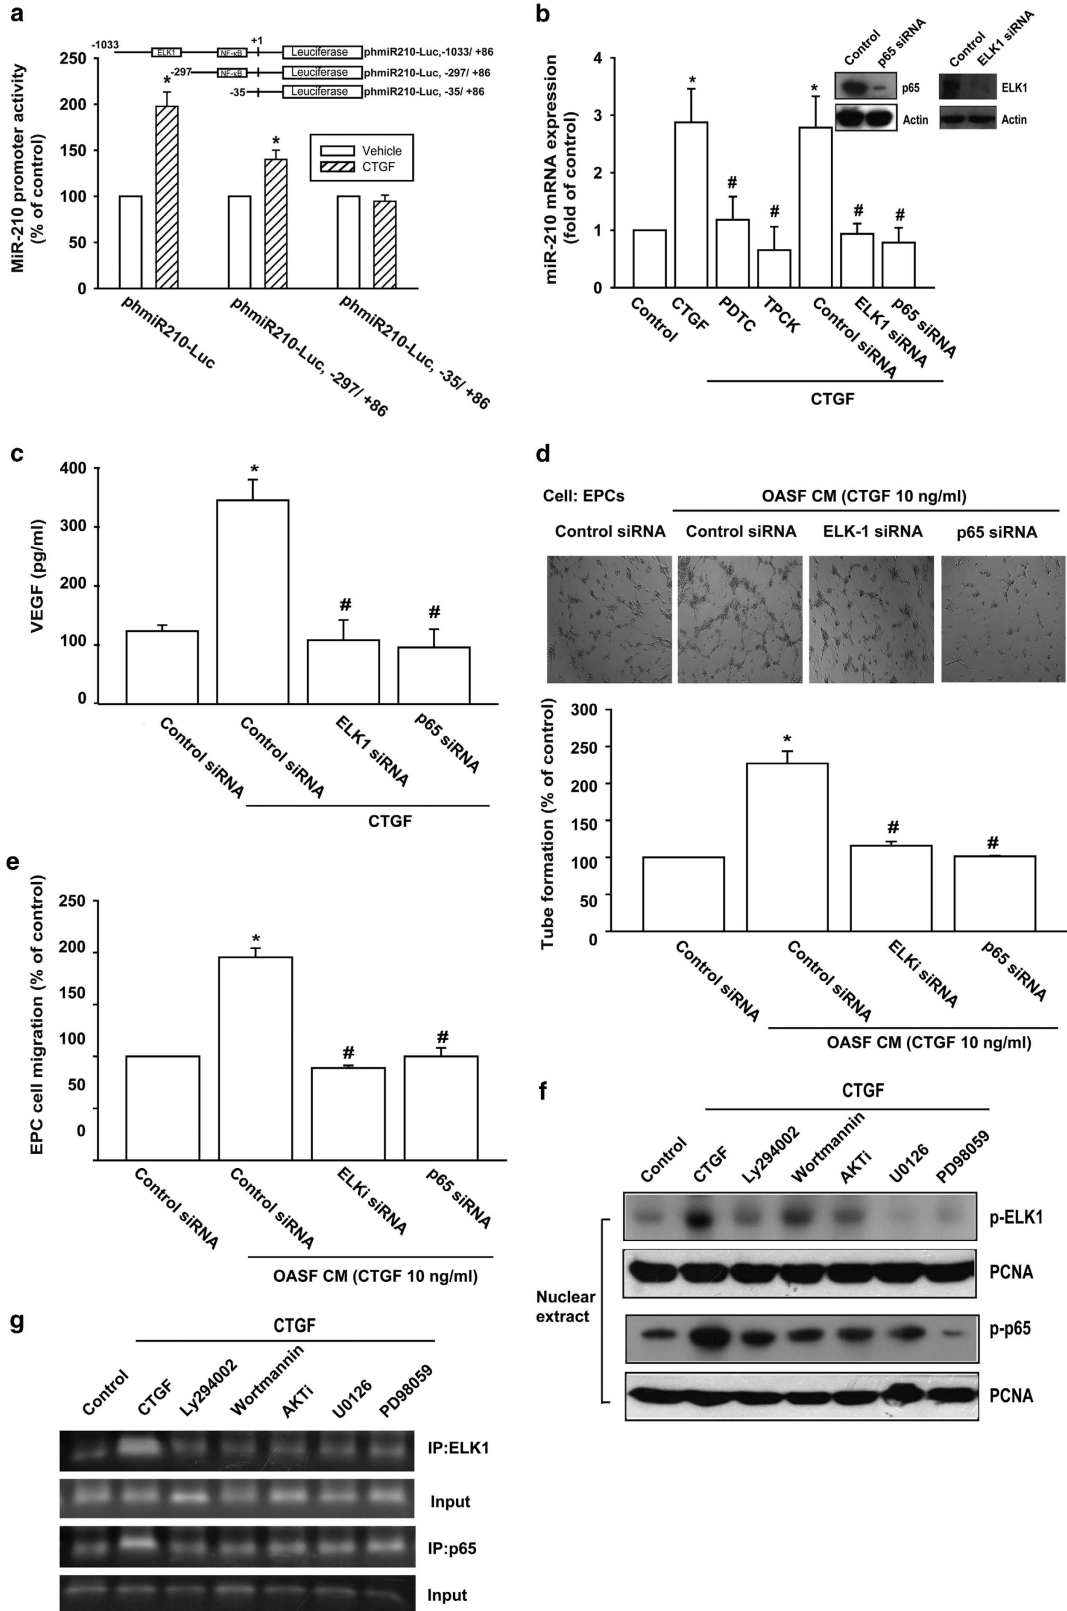 a
-1033
ELK1
NF-κB
+1
Leuciferase
phmiR210-Luc,-1033/ +86
-297
NF-κB
Leuciferase
phmiR210-Luc, -297/ +86
-35
Leuciferase
phmiR210-Luc, -35/ +86
MiR-210 promoter activity
(% of control)
250
200
150
100
50
0
*
*
Vehicle
CTGF
phmiR210-Luc
phmiR210-Luc, -297/ +86
phmiR210-Luc, -35/ +86
b
miR-210 mRNA expression
(fold of control)
4
3
2
1
0
*
#
#
*
#
#
Control
p65 siRNA
p65
Actin
Control
ELK1 siRNA
ELK1
Actin
Control
CTGF
PDTC
TPCK
Control siRNA
ELK1 siRNA
p65 siRNA
CTGF
c
VEGF (pg/ml)
400
300
200
100
0
*
#
#
Control siRNA
Control siRNA
ELK1 siRNA
p65 siRNA
CTGF
d
Cell: EPCs
OASF CM (CTGF 10 ng/ml)
Control siRNA
Control siRNA
ELK-1 siRNA
p65 siRNA
Tube formation (% of control)
300
250
200
150
100
50
0
*
#
#
Control siRNA
Control siRNA
ELKi siRNA
p65 siRNA
OASF CM (CTGF 10 ng/ml)
e
EPC cell migration (% of control)
250
200
150
100
50
0
*
#
#
Control siRNA
Control siRNA
ELKi siRNA
p65 siRNA
OASF CM (CTGF 10 ng/ml)
f
CTGF
Control
CTGF
Ly294002
Wortmannin
AKTi
U0126
PD98059
Nuclear
extract
p-ELK1
PCNA
p-p65
PCNA
g
CTGF
Control
CTGF
Ly294002
Wortmannin
AKTi
U0126
PD98059
IP:ELK1
Input
IP:p65
Input